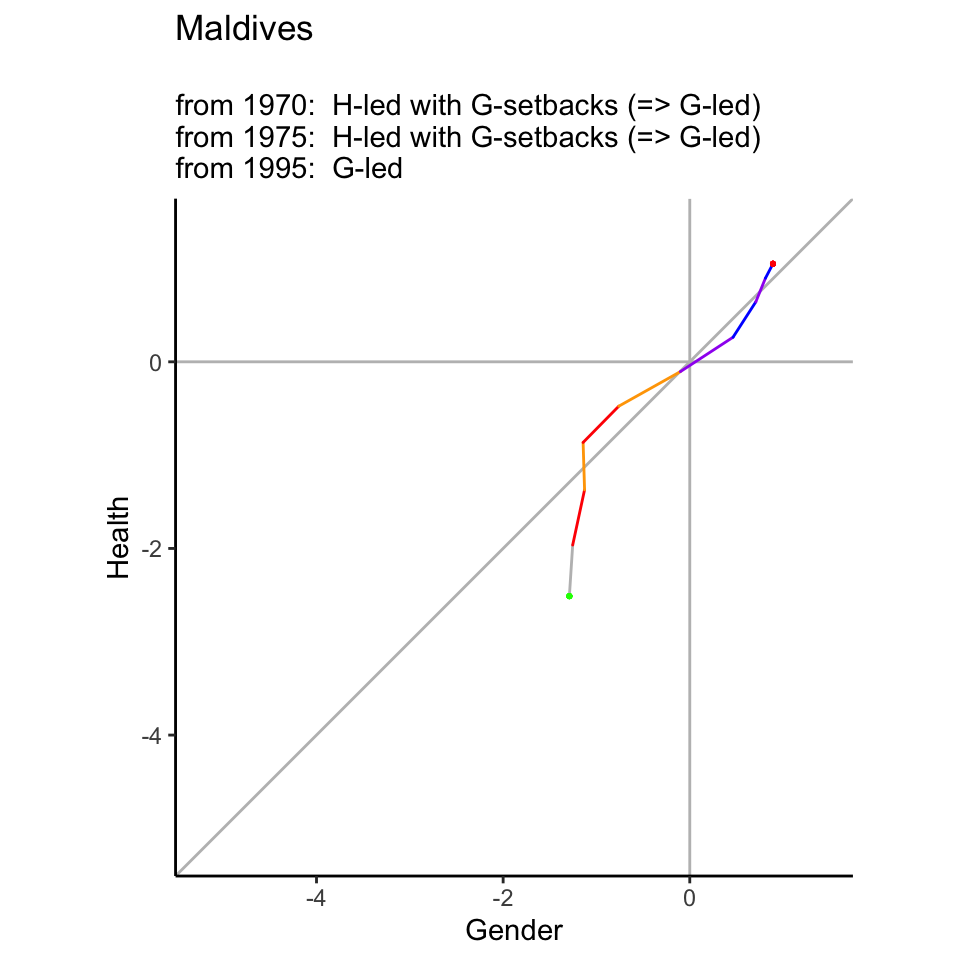 Maldives
from 1970:  H-led with G-setbacks (=> G-led)
from 1975:  H-led with G-setbacks (=> G-led)
from 1995:  G-led
0
-2
-4
Health
-4
-2
0
Gender